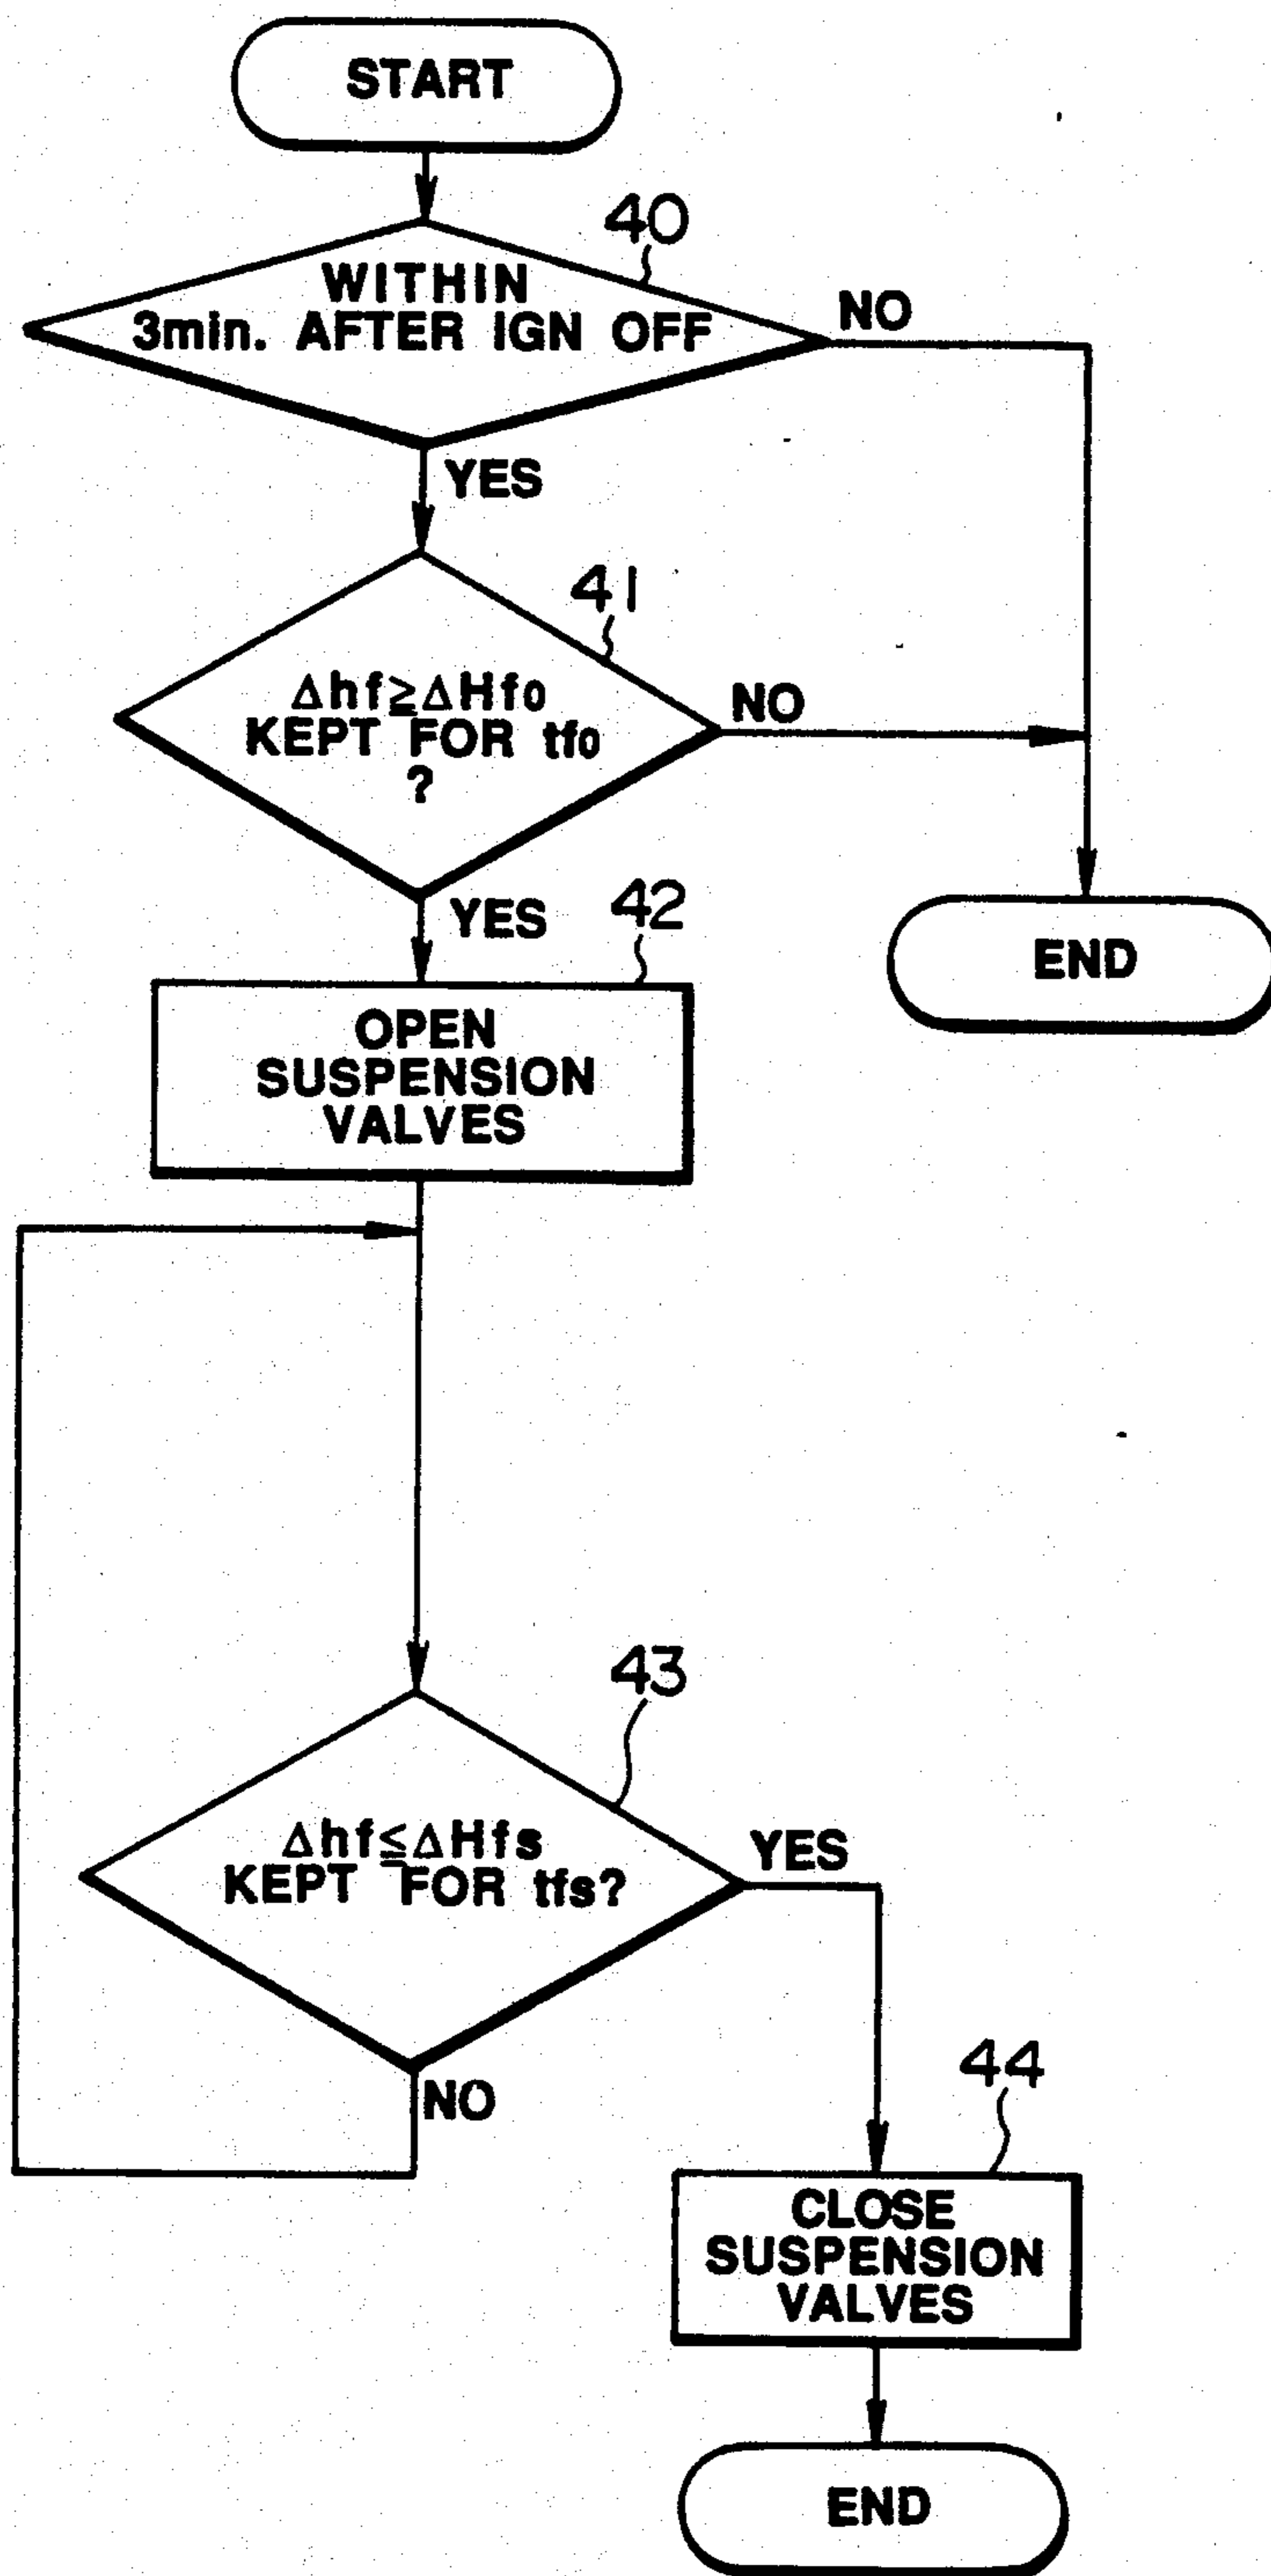 START
40
WITHIN
3min. AFTER IGN OFF
NO
YES
41
Δhf≧ΔHfo
KEPT FOR tfo
?
NO
YES
42
OPEN
SUSPENSION
VALVES
END
43
Δhf≦ΔHfs
KEPT FOR tfs?
YES
NO
44
CLOSE
SUSPENSION
VALVES
END